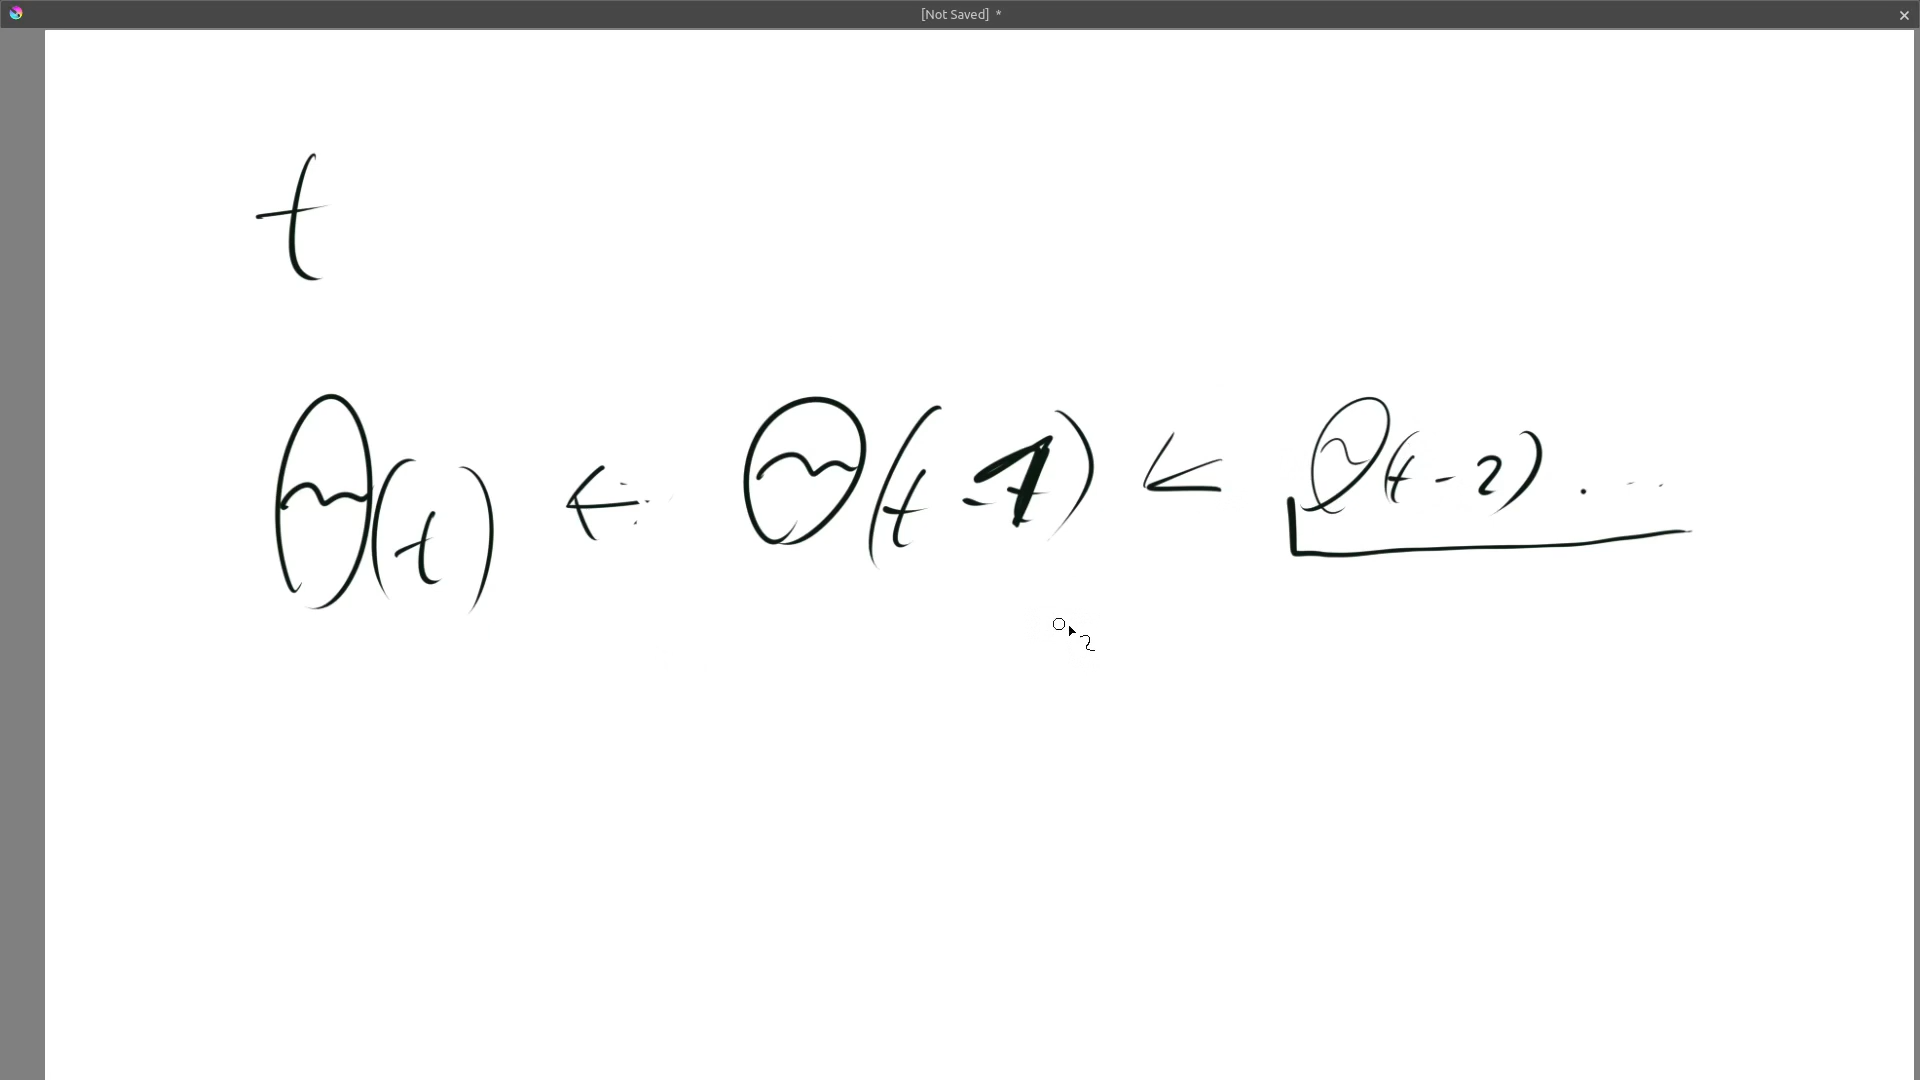 [Not Saved] *
t
Θ(t) ← Θ(t-1) < Θ(t-2) ...